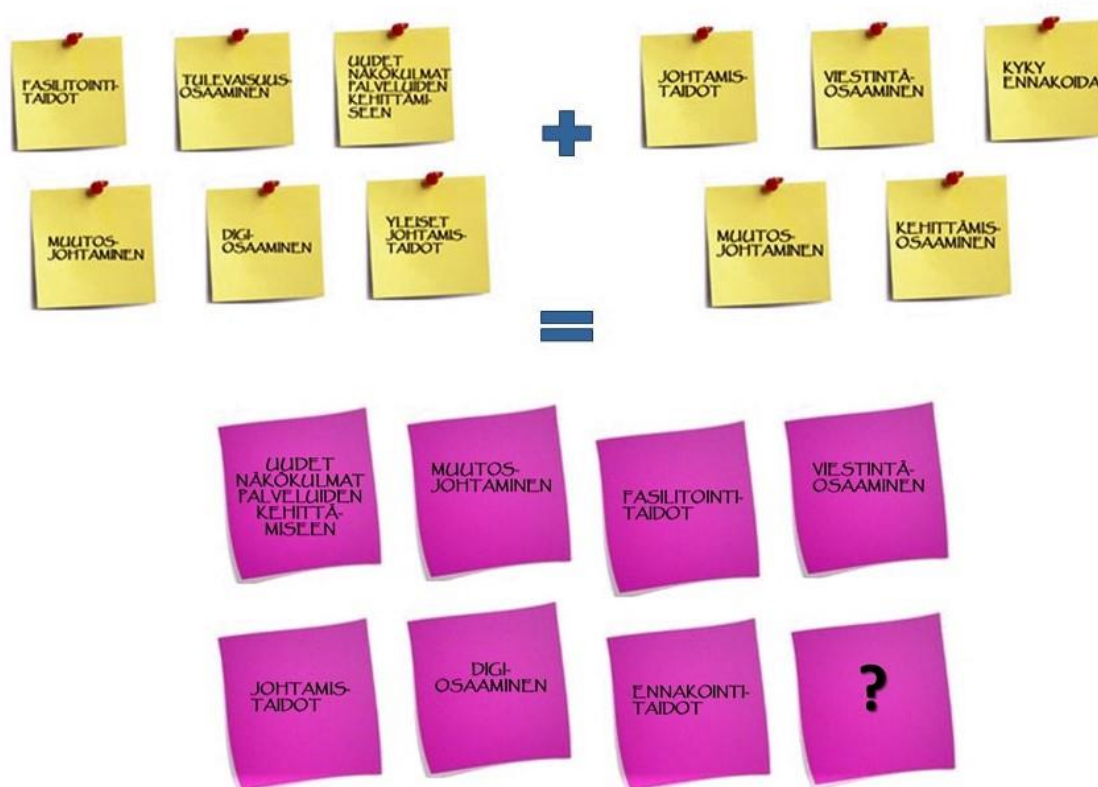 FASILITOINTI-
TAIDOT
TULEVAISUUS-
OSAAMINEN
UUDET
NÄKÖKULMAT
PALVELUIDEN
KEHITTÄMI-
SEEN
+
JOHTAMIS-
TAIDOT
VIESTINTÄ-
OSAAMINEN
KYKY
ENNAKOIDA
MUUTOS-
JOHTAMINEN
DIGI-
OSAAMINEN
YLEISET
JOHTAMIS-
TAIDOT
MUUTOS-
JOHTAMINEN
KEHITTÄMIS-
OSAAMINEN
=
UUDET
NÄKÖKULMAT
PALVELUIDEN
KEHITTÄ-
MISEEN
MUUTOS-
JOHTAMINEN
FASILITOINTI-
TAIDOT
VIESTINTÄ-
OSAAMINEN
JOHTAMIS-
TAIDOT
DIGI-
OSAAMINEN
ENNAKOINTI-
TAIDOT
?